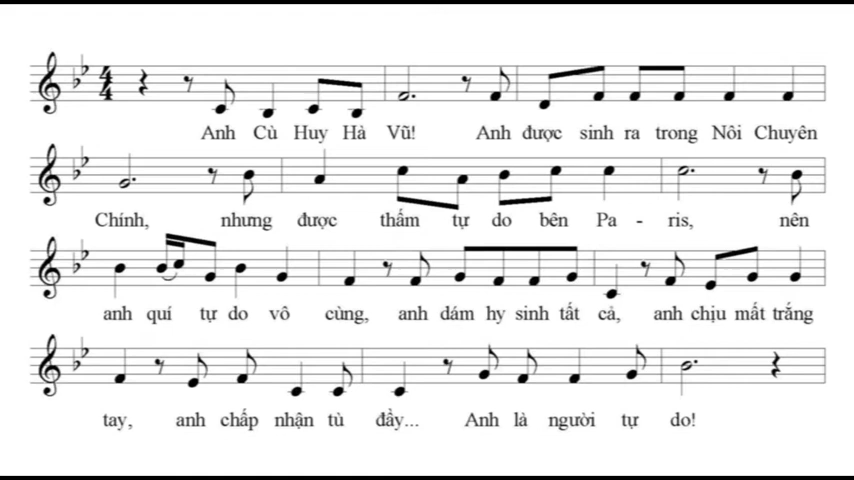 Anh Cù Huy Hà Vũ! Anh được sinh ra trong Nôi Chuyên
Chính, nhưng được thấm tự do bên Pa - ris, nên
anh quí tự do vô cùng, anh dám hy sinh tất cả, anh chịu mất trắng
tay, anh chấp nhận tù đầy... Anh là người tự do!